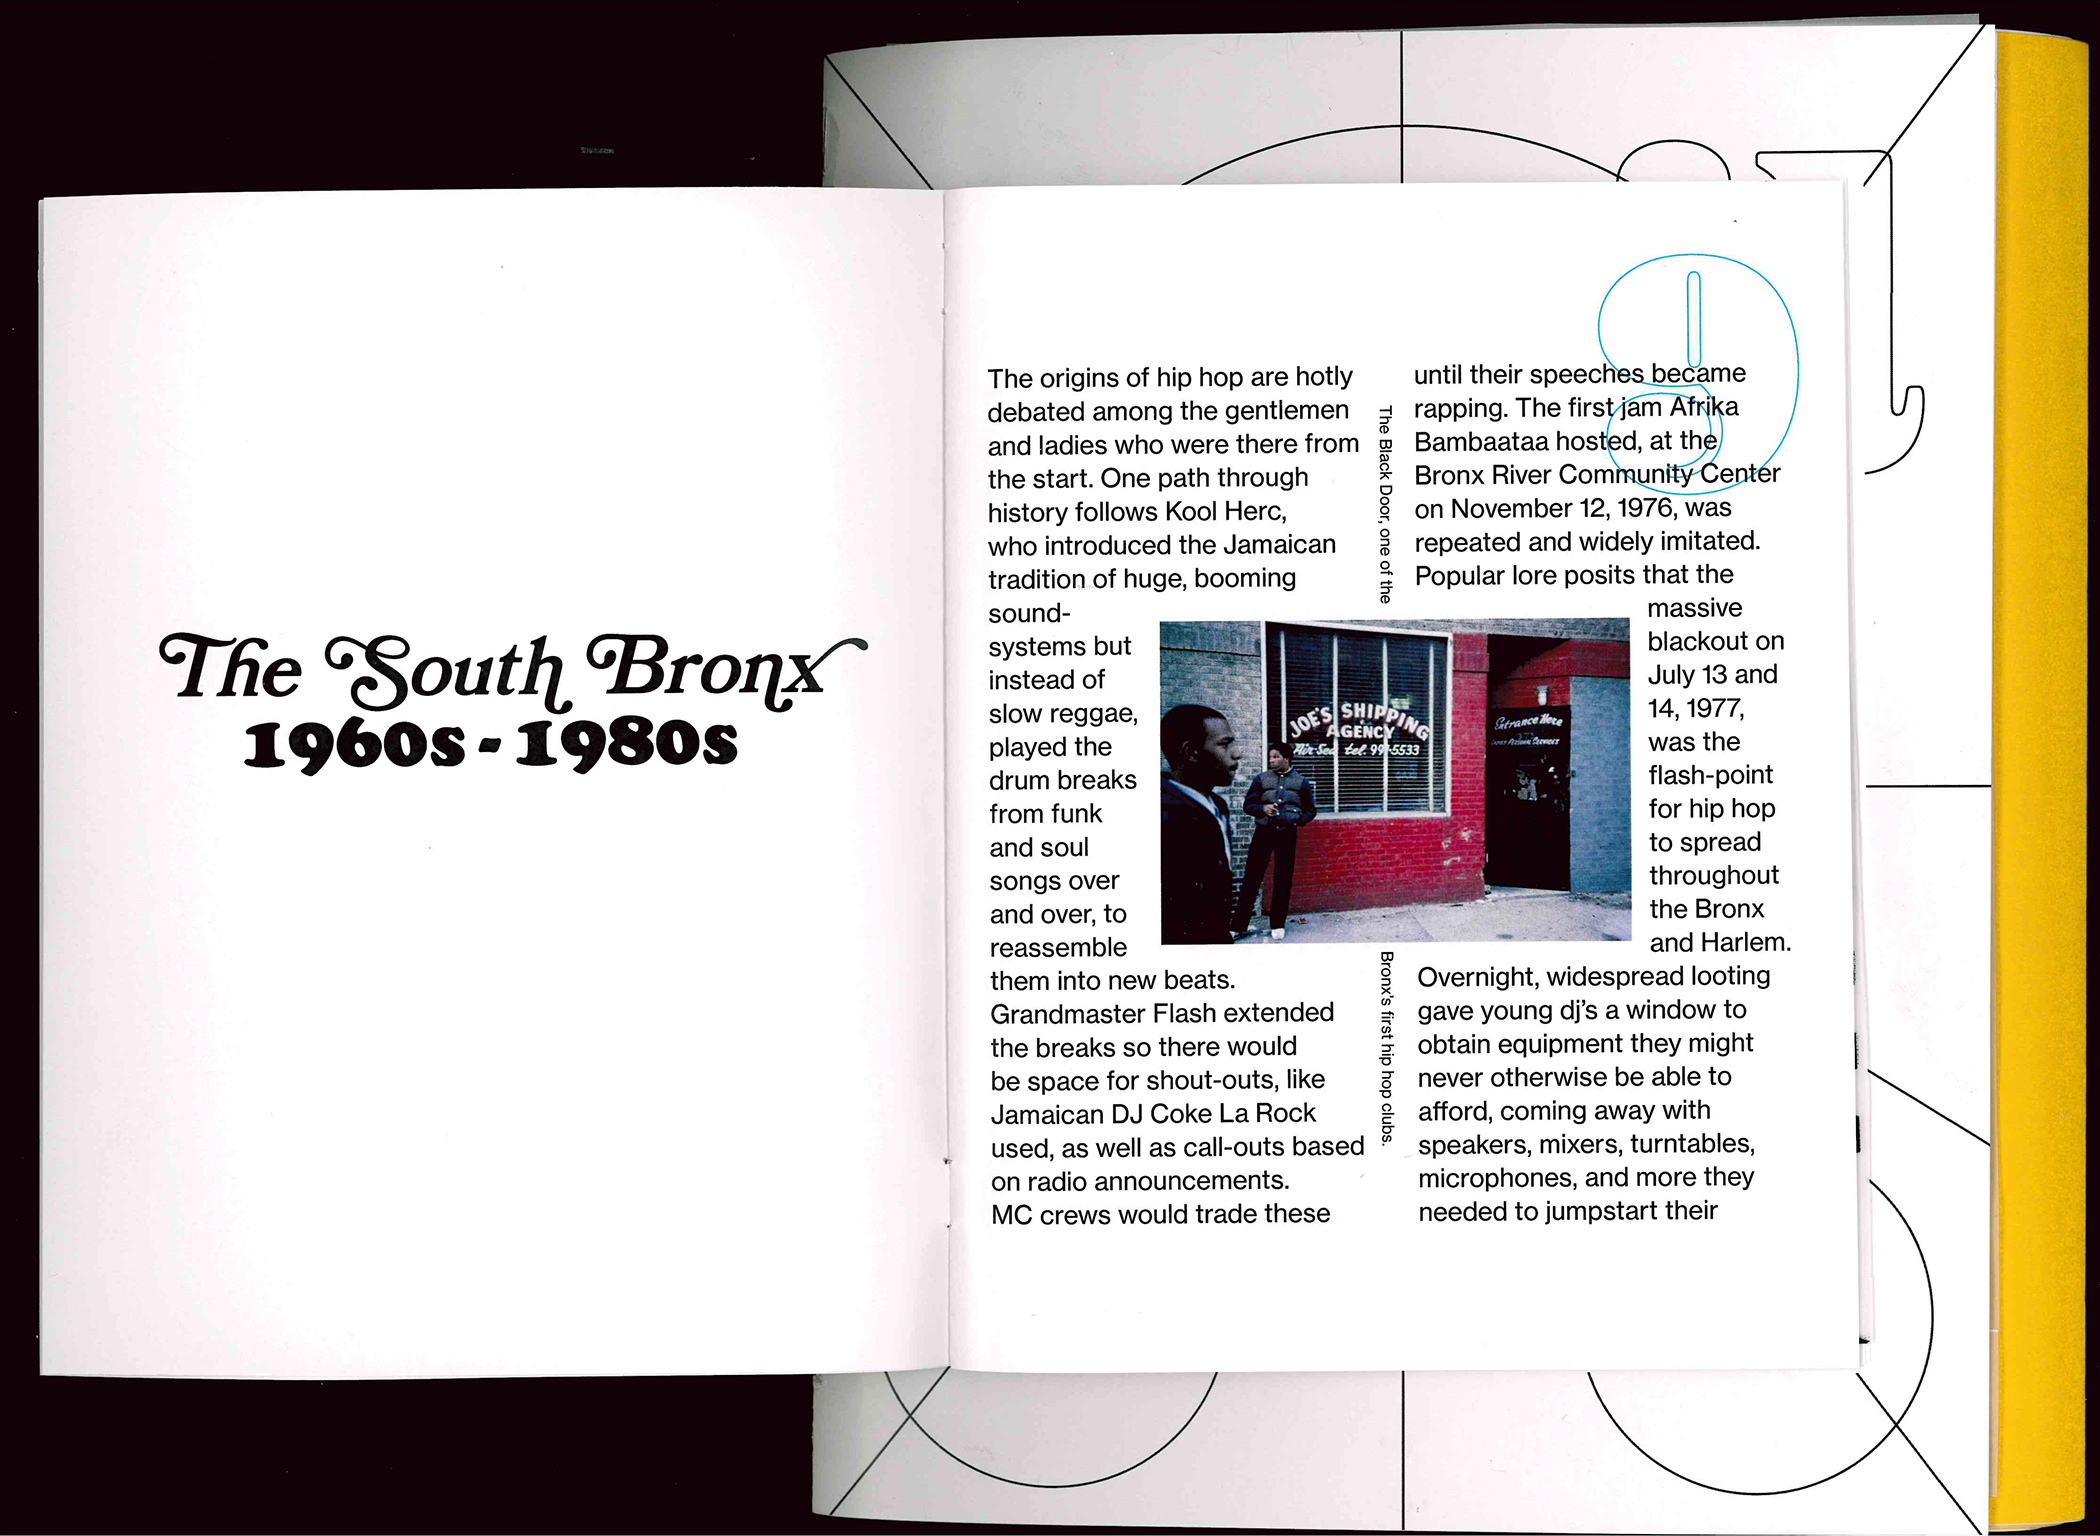 The South Bronx
1960s - 1980s
9
The origins of hip hop are hotly
debated among the gentlemen
and ladies who were there from
the start. One path through
history follows Kool Herc,
who introduced the Jamaican
tradition of huge, booming
sound-
systems but
instead of
slow reggae,
played the
drum breaks
from funk
and soul
songs over
and over, to
reassemble
them into new beats.
Grandmaster Flash extended
the breaks so there would
be space for shout-outs, like
Jamaican DJ Coke La Rock
used, as well as call-outs based
on radio announcements.
MC crews would trade these
The Black Door, one of the
Bronx's first hip hop clubs.
JOE'S SHIPPING
AGENCY
Air Sea tel. 99 -5533
Entrance Here
until their speeches became
rapping. The first jam Afrika
Bambaataa hosted, at the
Bronx River Community Center
on November 12, 1976, was
repeated and widely imitated.
Popular lore posits that the
massive
blackout on
July 13 and
14, 1977,
was the
flash-point
for hip hop
to spread
throughout
the Bronx
and Harlem.
Overnight, widespread looting
gave young dj's a window to
obtain equipment they might
never otherwise be able to
afford, coming away with
speakers, mixers, turntables,
microphones, and more they
needed to jumpstart their